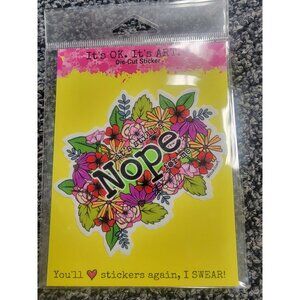 It's OK. It's ART.
Die-Cut Sticker
Nope
You'll ❤ stickers again, I SWEAR!